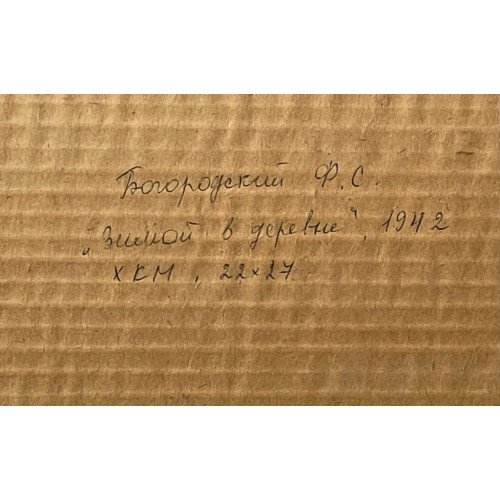 Богородский Ф.С.
„Зимой в деревне", 1942
ХКМ, 22×27